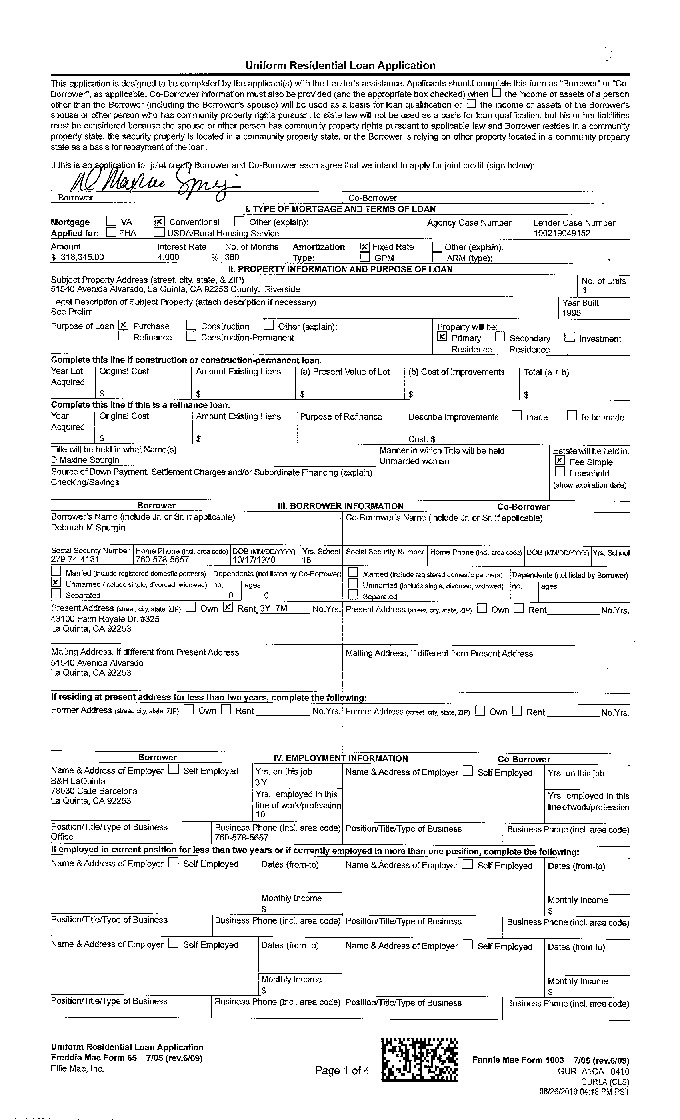 Uniform Residential Loan Application
This application is designed to be completed by the applicant(s) with the Lender's assistance. Applicants should complete this form as "Borrower" or "Co-
Borrower", as applicable. Co-Borrower information must also be provided (and the appropriate box checked) when the income or assets of a person
other than the Borrower (including the Borrower's spouse) will be used as a basis for loan qualification or the income or assets of the Borrower's
spouse or other person who has community property rights pursuant to state law will not be used as a basis for loan qualification, but his or her liabilities
must be considered because the spouse or other person has community property rights pursuant to applicable law and Borrower resides in a community
property state, the security property is located in a community property state, or the Borrower is relying on other property located in a community property
state as a basis for repayment of the loan.
If this is an application for joint credit, Borrower and Co-Borrower each agree that we intend to apply for joint credit (sign below):
Borrower Co-Borrower
I. TYPE OF MORTGAGE AND TERMS OF LOAN
Mortgage VA Conventional Other (explain): Agency Case Number Lender Case Number
Applied for: FHA USDA/Rural Housing Service
Amount Interest Rate No. of Months Amortization Fixed Rate Other (explain):
$ 4.000 % 360 Type: GPM ARM (type):
II. PROPERTY INFORMATION AND PURPOSE OF LOAN
Subject Property Address (street, city, state, & ZIP) No. of Units
51540 Avenida Alvarado, La Quinta, CA 92253 County: Riverside 1
Legal Description of Subject Property (attach description if necessary) Year Built
See Prelim
Purpose of Loan Purchase Construction Other (explain): Property will be:
Refinance Construction-Permanent Primary Residence Secondary Residence Investment
Complete this line if construction or construction-permanent loan.
Year Lot Acquired Original Cost Amount Existing Liens (a) Present Value of Lot (b) Cost of Improvements Total (a + b)
$ $ $ $ $
Complete this line if this is a refinance loan.
Year Acquired Original Cost Amount Existing Liens Purpose of Refinance Describe Improvements made to be made
$ $ Cost: $
Title will be held in what Name(s) Manner in which Title will be held Estate will be held in:
D Maxine Spurgin Unmarried woman Fee Simple
Source of Down Payment, Settlement Charges and/or Subordinate Financing (explain) Leasehold
Checking/Savings (show expiration date)
Borrower III. BORROWER INFORMATION Co-Borrower
Borrower's Name (include Jr. or Sr. if applicable) Co-Borrower's Name (include Jr. or Sr. if applicable)
Deborah M Spurgin
Social Security Number Home Phone (incl. area code) DOB (MM/DD/YYYY) Yrs. School Social Security Number Home Phone (incl. area code) DOB (MM/DD/YYYY) Yrs. School
760-578-5657
Married (include registered domestic partners) Dependents (not listed by Co-Borrower) Married (include registered domestic partners) Dependents (not listed by Borrower)
Unmarried (include single, divorced, widowed) no. ages Unmarried (include single, divorced, widowed) no. ages
Separated 0 0 Separated
Present Address (street, city, state, ZIP) Own Rent 3Y 7M No. Yrs. Present Address (street, city, state, ZIP) Own Rent No. Yrs.
La Quinta, CA 92253
Mailing Address, if different from Present Address Mailing Address, if different from Present Address
51540 Avenida Alvarado
La Quinta, CA 92253
If residing at present address for less than two years, complete the following:
Former Address (street, city, state, ZIP) Own Rent No. Yrs. Former Address (street, city, state, ZIP) Own Rent No. Yrs.
Borrower IV. EMPLOYMENT INFORMATION Co-Borrower
Name & Address of Employer Self Employed Yrs. on this job Name & Address of Employer Self Employed Yrs. on this job
B&H LaQuinta 3Y
78030 Calle Barcelona Yrs. employed in this line of work/profession Yrs. employed in this line of work/profession
La Quinta, CA 92253 10
Position/Title/Type of Business Business Phone (incl. area code) Position/Title/Type of Business Business Phone (incl. area code)
Office 760-578-5657
If employed in current position for less than two years or if currently employed in more than one position, complete the following:
Name & Address of Employer Self Employed Dates (from-to) Name & Address of Employer Self Employed Dates (from-to)
Monthly Income Monthly Income
$ $
Position/Title/Type of Business Business Phone (incl. area code) Position/Title/Type of Business Business Phone (incl. area code)
Name & Address of Employer Self Employed Dates (from-to) Name & Address of Employer Self Employed Dates (from-to)
Monthly Income Monthly Income
$ $
Position/Title/Type of Business Business Phone (incl. area code) Position/Title/Type of Business Business Phone (incl. area code)
Uniform Residential Loan Application
Freddie Mac Form 65 7/05 (rev.6/09) Fannie Mae Form 1003 7/05 (rev.6/09)
Ellie Mae, Inc. Page 1 of 4